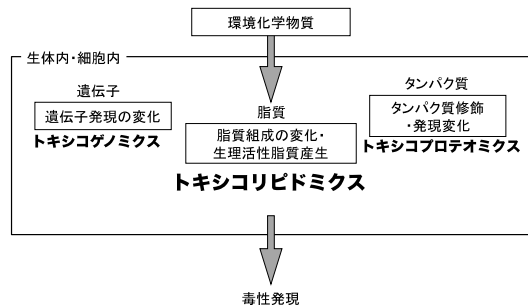 環境化学物質
生体内・細胞内
遺伝子
遺伝子発現の変化
トキシコゲノミクス
脂質
脂質組成の変化・
生理活性脂質産生
トキシコリピドミクス
タンパク質
タンパク質修飾
・発現変化
トキシコプロテオミクス
毒性発現